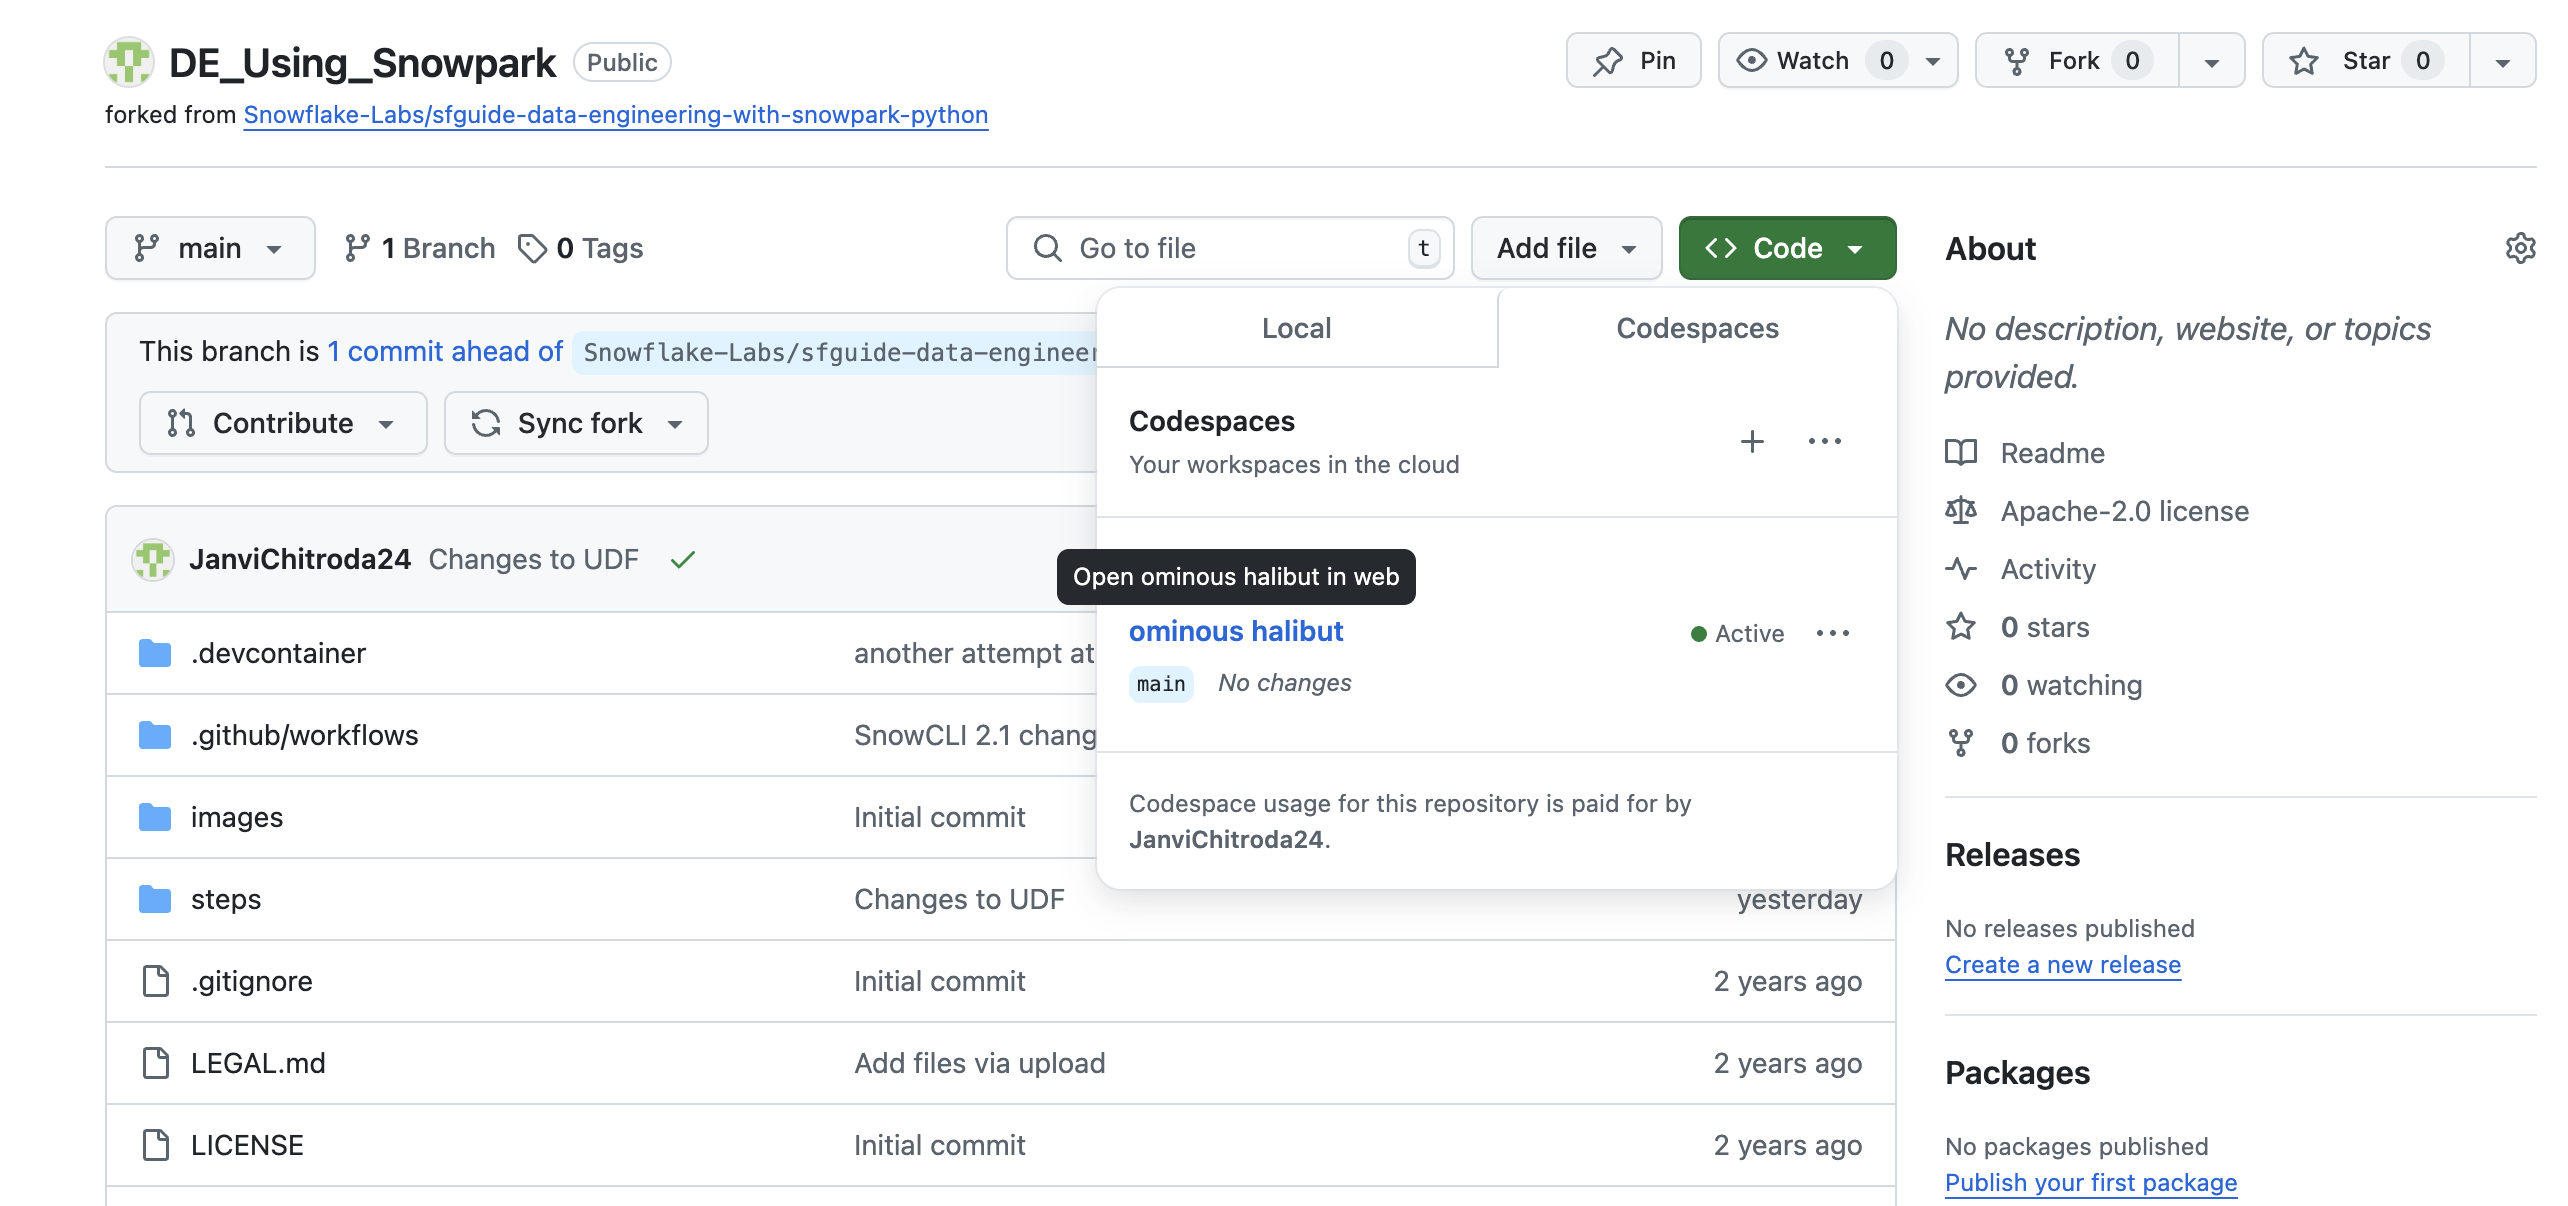 DE_Using_Snowpark Public Pin Watch 0 Fork 0 Star 0
forked from Snowflake-Labs/sfguide-data-engineering-with-snowpark-python
main 1 Branch 0 Tags Go to file t Add file Code
This branch is 1 commit ahead of Snowflake-Labs/sfguide-data-engineer
Contribute Sync fork
JanviChitroda24 Changes to UDF
.devcontainer another attempt at
.github/workflows SnowCLI 2.1 chang
images Initial commit
steps Changes to UDF yesterday
.gitignore Initial commit 2 years ago
LEGAL.md Add files via upload 2 years ago
LICENSE Initial commit 2 years ago
Local Codespaces
Codespaces
Your workspaces in the cloud
Open ominous halibut in web
ominous halibut Active
main No changes
Codespace usage for this repository is paid for by
JanviChitroda24.
About
No description, website, or topics
provided.
Readme
Apache-2.0 license
Activity
0 stars
0 watching
0 forks
Releases
No releases published
Create a new release
Packages
No packages published
Publish your first package